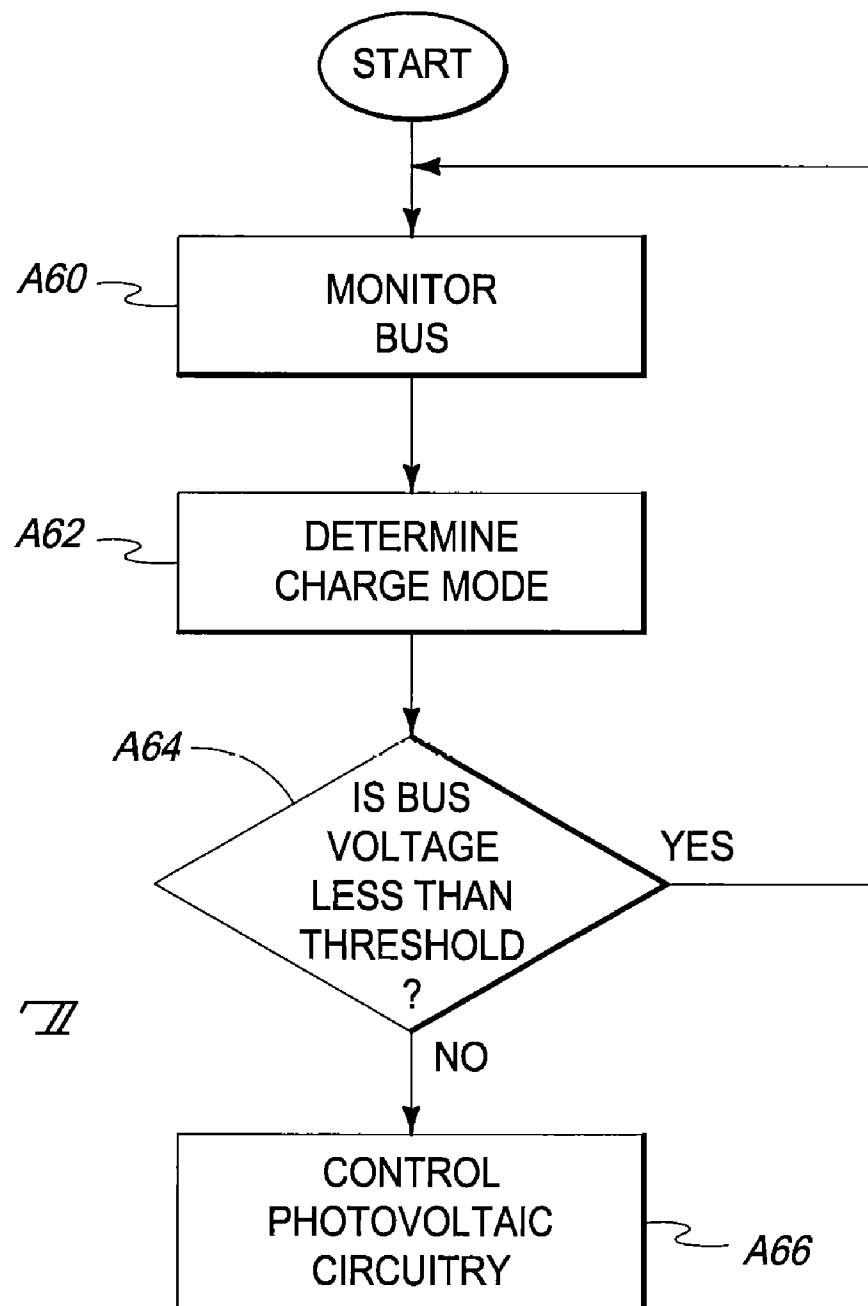 START
A60
MONITOR
BUS
A62
DETERMINE
CHARGE MODE
A64
IS BUS
VOLTAGE
LESS THAN
THRESHOLD
?
YES
NO
CONTROL
PHOTOVOLTAIC
CIRCUITRY
A66